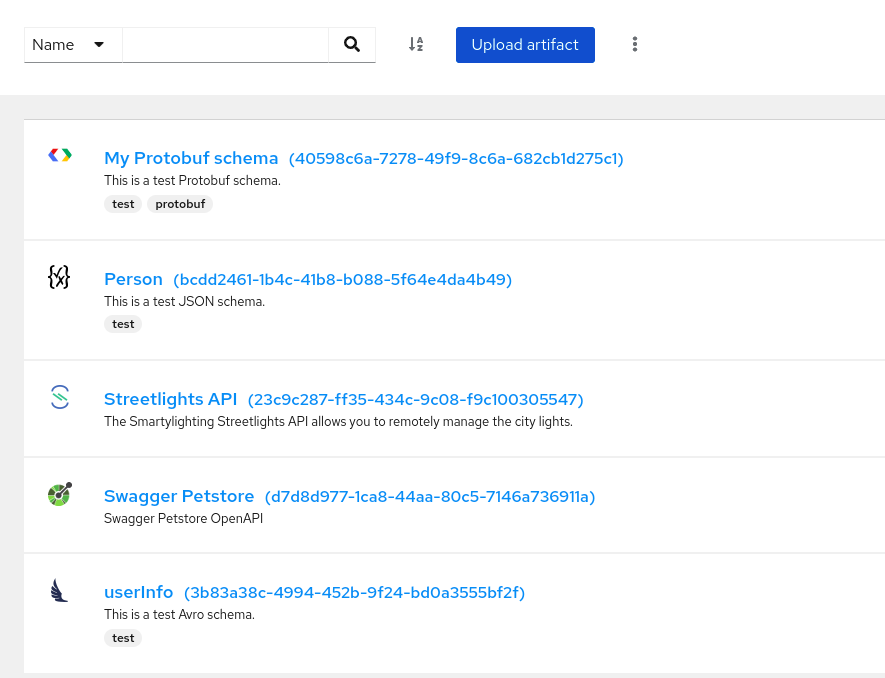 Name
Upload artifact
My Protobuf schema (40598c6a-7278-49f9-8c6a-682cb1d275c1)
This is a test Protobuf schema.
test protobuf
Person (bcdd2461-1b4c-41b8-b088-5f64e4da4b49)
This is a test JSON schema.
test
Streetlights API (23c9c287-ff35-434c-9c08-f9c100305547)
The Smartylighting Streetlights API allows you to remotely manage the city lights.
Swagger Petstore (d7d8d977-1ca8-44aa-80c5-7146a736911a)
Swagger Petstore OpenAPI
userInfo (3b83a38c-4994-452b-9f24-bd0a3555bf2f)
This is a test Avro schema.
test